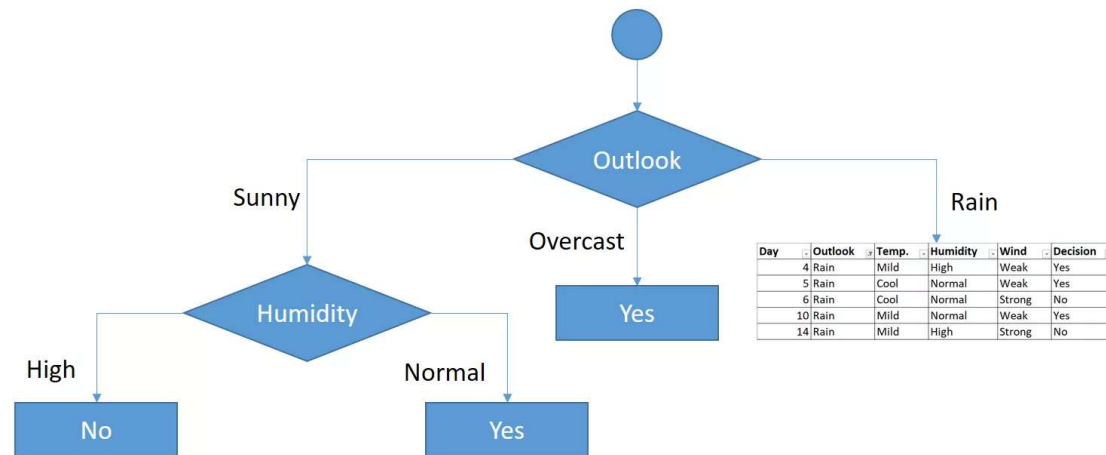 Outlook
Sunny
Rain
Overcast
Day Outlook Temp. Humidity Wind Decision
4 Rain Mild High Weak Yes
5 Rain Cool Normal Weak Yes
6 Rain Cool Normal Strong No
10 Rain Mild Normal Weak Yes
14 Rain Mild High Strong No
Humidity
Yes
High
Normal
No
Yes